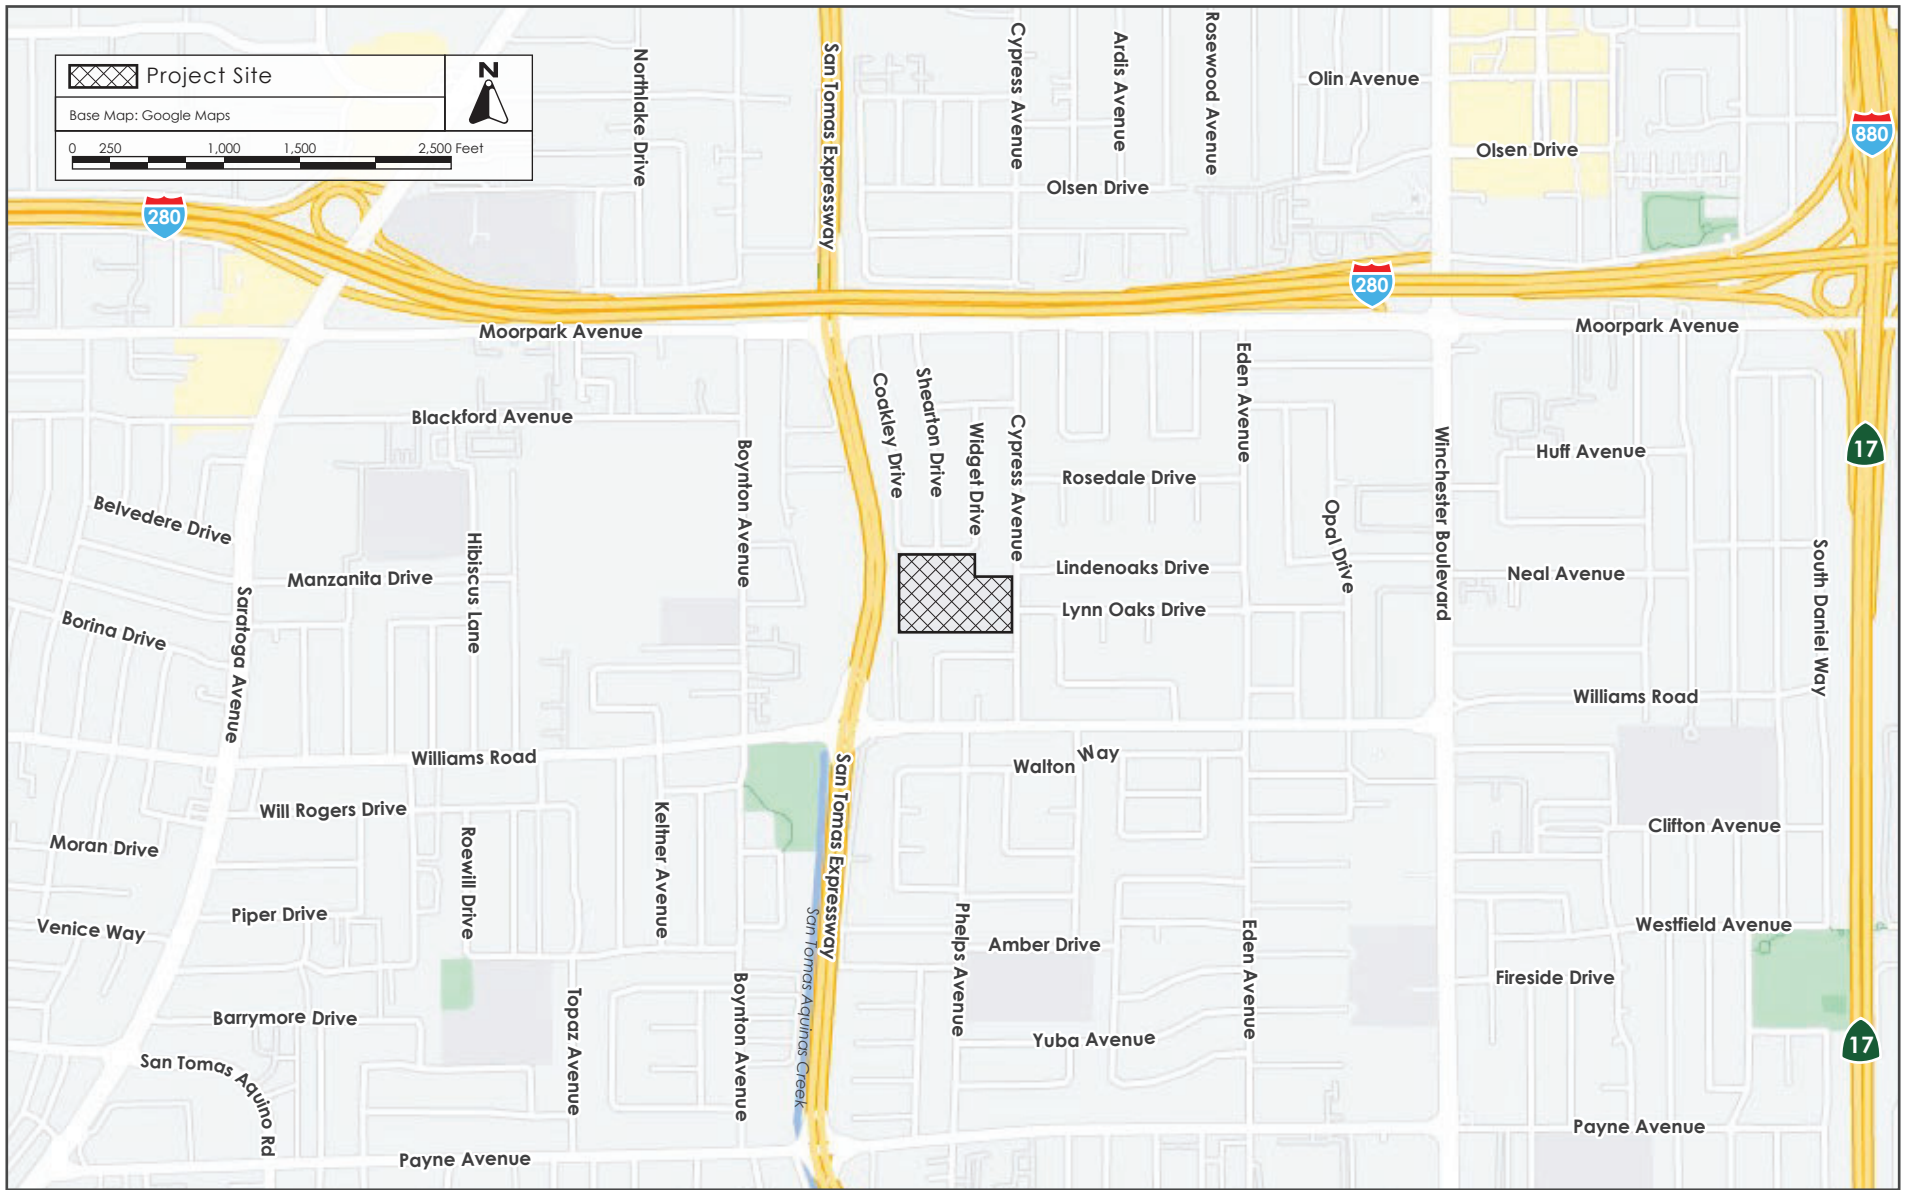 Project Site
N
Base Map: Google Maps
0 250 1,000 1,500 2,500 Feet
Northlake Drive
San Tomas Expressway
Cypress Avenue
Ardis Avenue
Rosewood Avenue
Olin Avenue
Olsen Drive
880
Olsen Drive
280
280
Moorpark Avenue
Moorpark Avenue
Blackford Avenue
Boynton Avenue
Coakley Drive
Shearton Drive
Widget Drive
Cypress Avenue
Eden Avenue
Rosedale Drive
Winchester Boulevard
Huff Avenue
17
Belvedere Drive
Hibiscus Lane
Opal Drive
Manzanita Drive
Lindenoaks Drive
Neal Avenue
South Daniel Way
Saratoga Avenue
Borina Drive
Lynn Oaks Drive
Williams Road
Williams Road
Walton Way
San Tomas Expressway
Will Rogers Drive
Keltner Avenue
Roewill Drive
Moran Drive
Clifton Avenue
Piper Drive
Venice Way
Phelps Avenue
Amber Drive
Eden Avenue
Westfield Avenue
San Tomas Aquinas Creek
Fireside Drive
Boynton Avenue
Topaz Avenue
Barrymore Drive
Yuba Avenue
17
San Tomas Aquino Rd
Payne Avenue
Payne Avenue